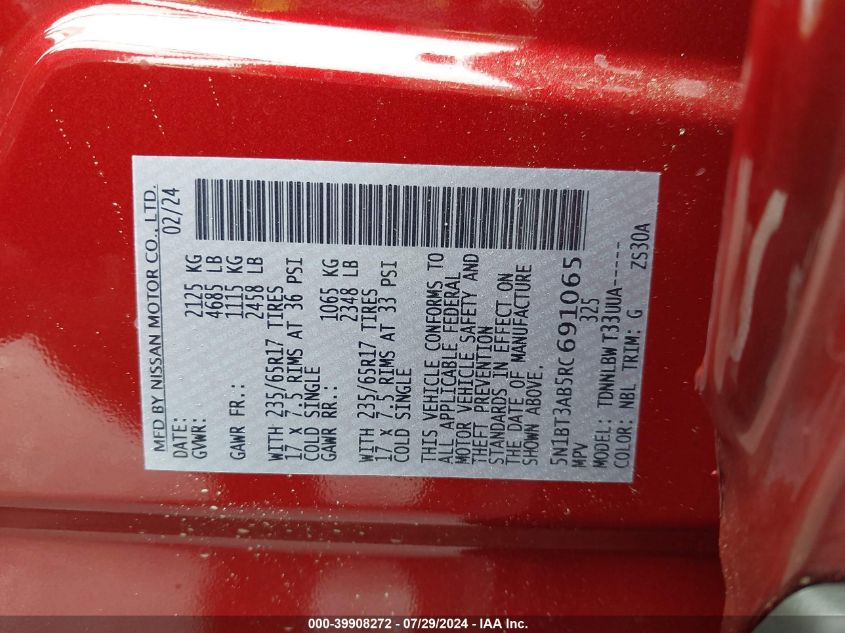 MFD BY NISSAN MOTOR CO., LTD.
DATE: 02/24
GVWR: 2125 KG
4685 LB
GAWR FR.: 1115 KG
2458 LB
WITH 235/65R17 TIRES
17 X 7.5 RIMS AT 36 PSI
COLD SINGLE
GAWR RR.: 1065 KG
2348 LB
WITH 235/65R17 TIRES
17 X 7.5 RIMS AT 33 PSI
COLD SINGLE
THIS VEHICLE CONFORMS TO
ALL APPLICABLE FEDERAL
MOTOR VEHICLE SAFETY AND
THEFT PREVENTION
STANDARDS IN EFFECT ON
THE DATE OF MANUFACTURE
SHOWN ABOVE.
5N1BT3AB5RC691065
MPV 325
MODEL: TDNNLBW T33UUA-----
COLOR: NBL TRIM: G ZS30A
000-39908272 - 07/29/2024 - IAA Inc.